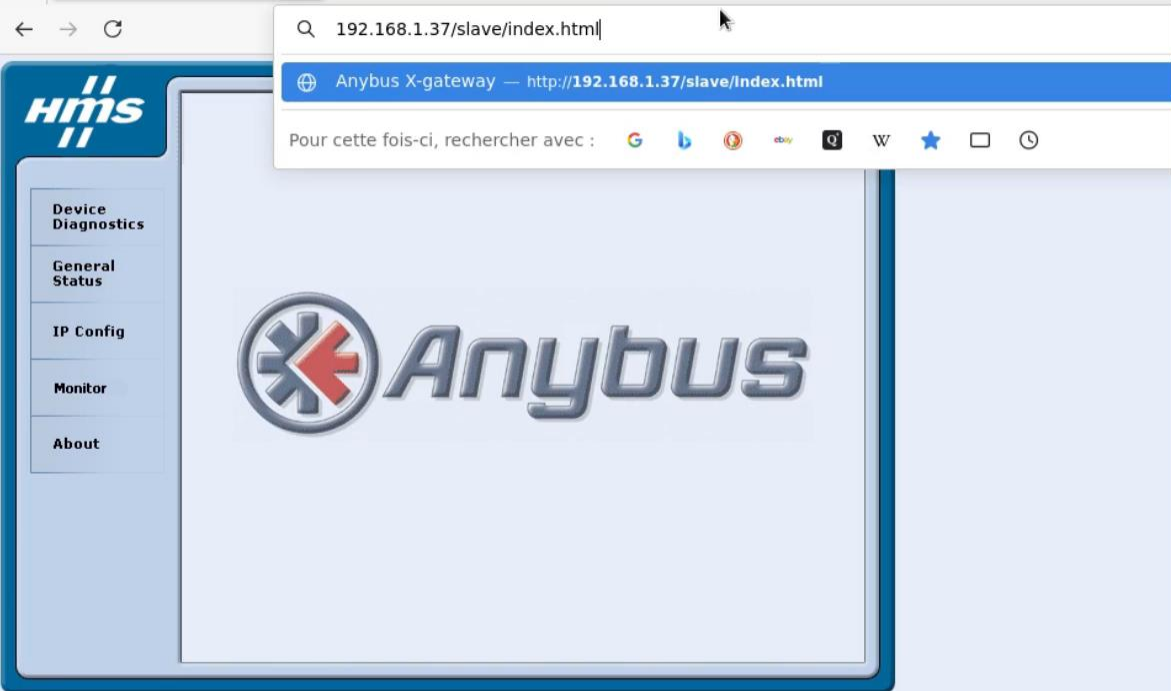 192.168.1.37/slave/index.html
Anybus X-gateway — http://192.168.1.37/slave/index.html
Pour cette fois-ci, rechercher avec : G b ebay Q W
HMS
Device
Diagnostics
General
Status
IP Config
Monitor
About
Anybus